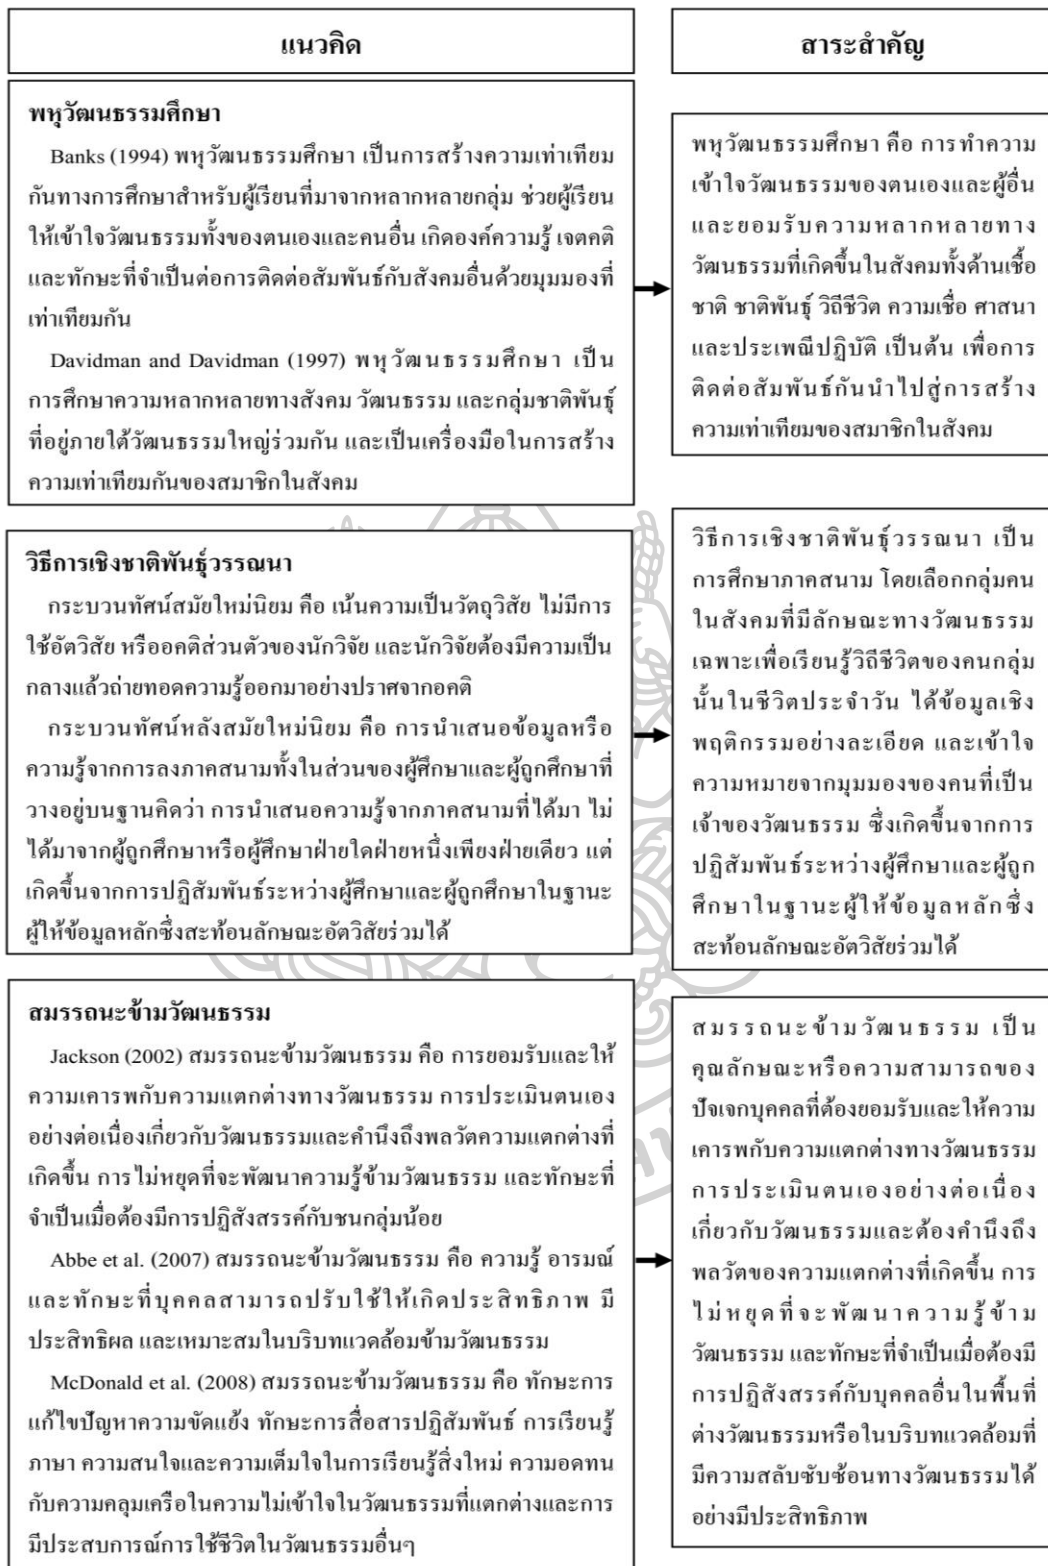 แนวคิด
สาระสำคัญ
พหุวัฒนธรรมศึกษา
Banks (1994) พหุวัฒนธรรมศึกษา เป็นการสร้างความเท่าเทียม
กันทางการศึกษาสำหรับผู้เรียนที่มาจากหลากหลายกลุ่ม ช่วยผู้เรียน
ให้เข้าใจวัฒนธรรมทั้งของตนเองและคนอื่น เกิดองค์ความรู้ เจตคติ
และทักษะที่จำเป็นต่อการติดต่อสัมพันธ์กับสังคมอื่นด้วยมุมมองที่
เท่าเทียมกัน
Davidman and Davidman (1997) พหุวัฒนธรรมศึกษา เป็น
การศึกษาความหลากหลายทางสังคม วัฒนธรรม และกลุ่มชาติพันธุ์
ที่อยู่ภายใต้วัฒนธรรมใหญ่ร่วมกัน และเป็นเครื่องมือในการสร้าง
ความเท่าเทียมกันของสมาชิกในสังคม
พหุวัฒนธรรมศึกษา คือ การทำความ
เข้าใจวัฒนธรรมของตนเองและผู้อื่น
และยอมรับความหลากหลายทาง
วัฒนธรรมที่เกิดขึ้นในสังคมทั้งด้านเชื้อ
ชาติ ชาติพันธุ์ วิถีชีวิต ความเชื่อ ศาสนา
และประเพณีปฏิบัติ เป็นต้น เพื่อการ
ติดต่อสัมพันธ์กันนำไปสู่การสร้าง
ความเท่าเทียมของสมาชิกในสังคม
วิธีการเชิงชาติพันธุ์วรรณนา
กระบวนทัศน์สมัยใหม่นิยม คือ เน้นความเป็นวัตถุวิสัย ไม่มีการ
ใช้อัตวิสัย หรืออคติส่วนตัวของนักวิจัย และนักวิจัยต้องมีความเป็น
กลางแล้วถ่ายทอดความรู้ออกมาอย่างปราศจากอคติ
กระบวนทัศน์หลังสมัยใหม่นิยม คือ การนำเสนอข้อมูลหรือ
ความรู้จากการลงภาคสนามทั้งในส่วนของผู้ศึกษาและผู้ถูกศึกษาที่
วางอยู่บนฐานคิดว่า การนำเสนอความรู้จากภาคสนามที่ได้มา ไม่
ได้มาจากผู้ถูกศึกษาหรือผู้ศึกษาฝ่ายใดฝ่ายหนึ่งเพียงฝ่ายเดียว แต่
เกิดขึ้นจากการปฏิสัมพันธ์ระหว่างผู้ศึกษาและผู้ถูกศึกษาในฐานะ
ผู้ให้ข้อมูลหลักซึ่งสะท้อนลักษณะอัตวิสัยร่วมได้
วิธีการเชิงชาติพันธุ์วรรณนา เป็น
การศึกษาภาคสนาม โดยเลือกกลุ่มคน
ในสังคมที่มีลักษณะทางวัฒนธรรม
เฉพาะเพื่อเรียนรู้วิถีชีวิตของคนกลุ่ม
นั้นในชีวิตประจำวัน ได้ข้อมูลเชิง
พฤติกรรมอย่างละเอียด และเข้าใจ
ความหมายจากมุมมองของคนที่เป็น
เจ้าของวัฒนธรรม ซึ่งเกิดขึ้นจากการ
ปฏิสัมพันธ์ระหว่างผู้ศึกษาและผู้ถูก
ศึกษาในฐานะผู้ให้ข้อมูลหลักซึ่ง
สะท้อนลักษณะอัตวิสัยร่วมได้
สมรรถนะข้ามวัฒนธรรม
Jackson (2002) สมรรถนะข้ามวัฒนธรรม คือ การยอมรับและให้
ความเคารพกับความแตกต่างทางวัฒนธรรม การประเมินตนเอง
อย่างต่อเนื่องเกี่ยวกับวัฒนธรรมและคำนึงถึงพลวัตความแตกต่างที่
เกิดขึ้น การไม่หยุดที่จะพัฒนาความรู้ข้ามวัฒนธรรม และทักษะที่
จำเป็นเมื่อต้องมีการปฏิสังสรรค์กับชนกลุ่มน้อย
Abbe et al. (2007) สมรรถนะข้ามวัฒนธรรม คือ ความรู้ อารมณ์
และทักษะที่บุคคลสามารถปรับใช้ให้เกิดประสิทธิภาพ มี
ประสิทธิผล และเหมาะสมในบริบทแวดล้อมข้ามวัฒนธรรม
McDonald et al. (2008) สมรรถนะข้ามวัฒนธรรม คือ ทักษะการ
แก้ไขปัญหาความขัดแย้ง ทักษะการสื่อสารปฏิสัมพันธ์ การเรียนรู้
ภาษา ความสนใจและความเต็มใจในการเรียนรู้สิ่งใหม่ ความอดทน
กับความคลุมเครือในความไม่เข้าใจในวัฒนธรรมที่แตกต่างและการ
มีประสบการณ์การใช้ชีวิตในวัฒนธรรมอื่นๆ
สมรรถนะข้ามวัฒนธรรม เป็น
คุณลักษณะหรือความสามารถของ
ปัจเจกบุคคลที่ต้องยอมรับและให้ความ
เคารพกับความแตกต่างทางวัฒนธรรม
การประเมินตนเองอย่างต่อเนื่อง
เกี่ยวกับวัฒนธรรมและต้องคำนึงถึง
พลวัตของความแตกต่างที่เกิดขึ้น การ
ไม่หยุดที่จะพัฒนาความรู้ข้าม
วัฒนธรรม และทักษะที่จำเป็นเมื่อต้องมี
การปฏิสังสรรค์กับบุคคลอื่นในพื้นที่
ต่างวัฒนธรรมหรือในบริบทแวดล้อมที่
มีความสลับซับซ้อนทางวัฒนธรรมได้
อย่างมีประสิทธิภาพ